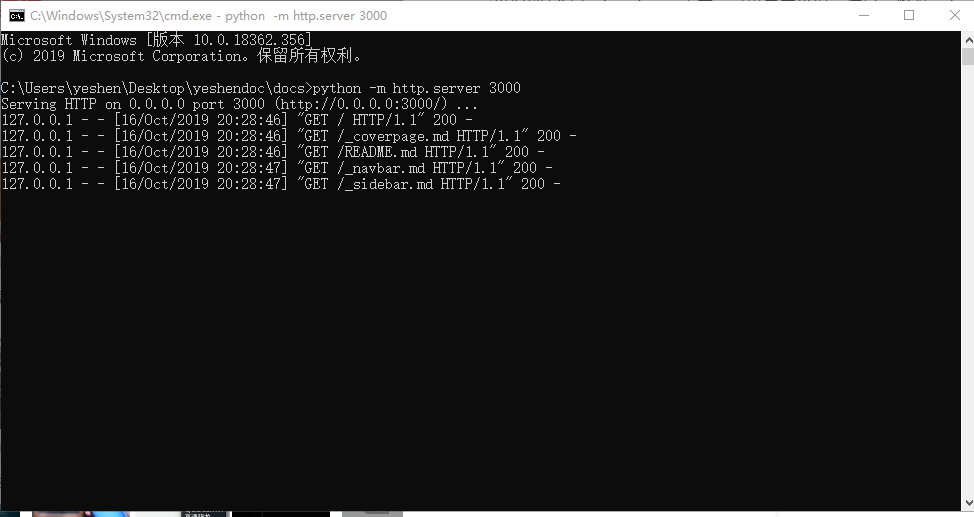 C:\Windows\System32\cmd.exe - python  -m http.server 3000
Microsoft Windows [版本 10.0.18362.356]
(c) 2019 Microsoft Corporation。保留所有权利。
C:\Users\yeshen\Desktop\yeshendoc\docs>python -m http.server 3000
Serving HTTP on 0.0.0.0 port 3000 (http://0.0.0.0:3000/) ...
127.0.0.1 - - [16/Oct/2019 20:28:46] "GET / HTTP/1.1" 200 -
127.0.0.1 - - [16/Oct/2019 20:28:46] "GET /_coverpage.md HTTP/1.1" 200 -
127.0.0.1 - - [16/Oct/2019 20:28:46] "GET /README.md HTTP/1.1" 200 -
127.0.0.1 - - [16/Oct/2019 20:28:47] "GET /_navbar.md HTTP/1.1" 200 -
127.0.0.1 - - [16/Oct/2019 20:28:47] "GET /_sidebar.md HTTP/1.1" 200 -